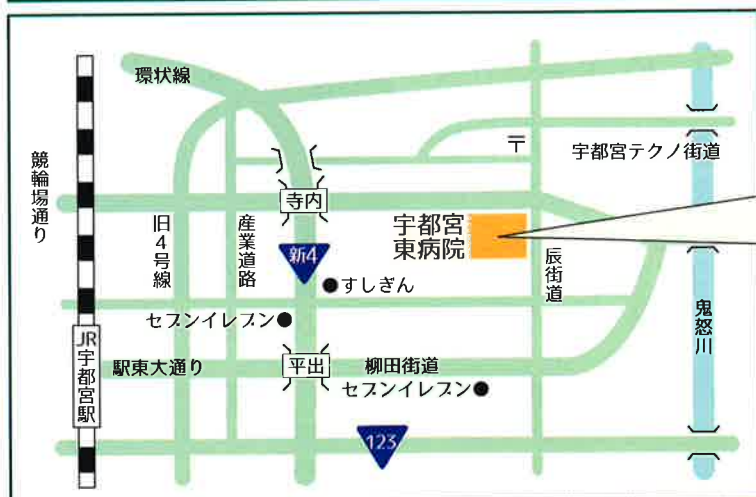 環状線
〒
宇都宮テクノ街道
競輪場通り
寺内
旧4号線
産業道路
宇都宮
東病院
新4
辰街道
すしぎん
セブンイレブン
鬼怒川
JR宇都宮駅
駅東大通り
平出
柳田街道
セブンイレブン
123